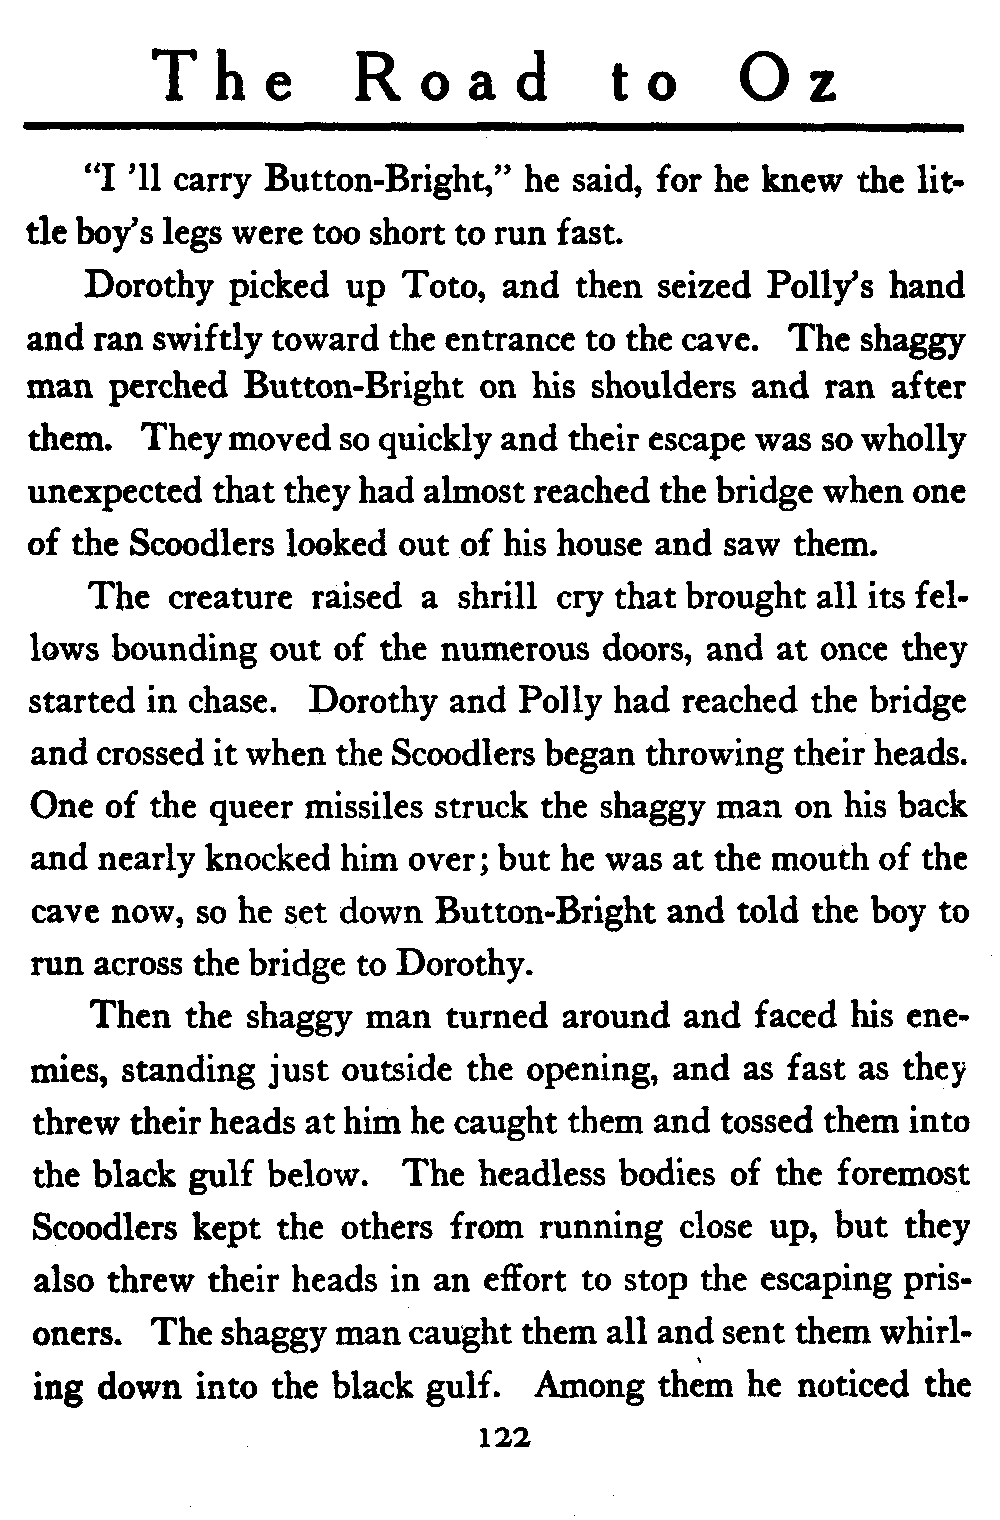 The Road to Oz
“I ’ll carry Button-Bright,” he said, for he knew the lit-
tle boy’s legs were too short to run fast.
Dorothy picked up Toto, and then seized Polly’s hand
and ran swiftly toward the entrance to the cave. The shaggy
man perched Button-Bright on his shoulders and ran after
them. They moved so quickly and their escape was so wholly
unexpected that they had almost reached the bridge when one
of the Scoodlers looked out of his house and saw them.
The creature raised a shrill cry that brought all its fel-
lows bounding out of the numerous doors, and at once they
started in chase. Dorothy and Polly had reached the bridge
and crossed it when the Scoodlers began throwing their heads.
One of the queer missiles struck the shaggy man on his back
and nearly knocked him over; but he was at the mouth of the
cave now, so he set down Button-Bright and told the boy to
run across the bridge to Dorothy.
Then the shaggy man turned around and faced his ene-
mies, standing just outside the opening, and as fast as they
threw their heads at him he caught them and tossed them into
the black gulf below. The headless bodies of the foremost
Scoodlers kept the others from running close up, but they
also threw their heads in an effort to stop the escaping pris-
oners. The shaggy man caught them all and sent them whirl-
ing down into the black gulf. Among them he noticed the
122